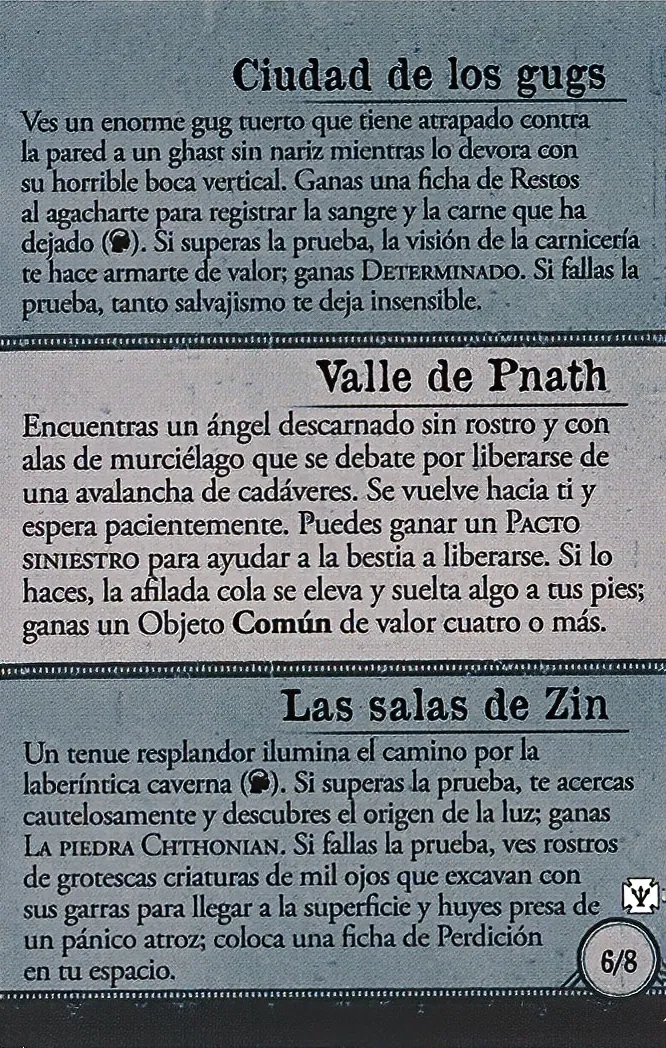 Ciudad de los gugs
Ves un enorme gug tuerto que tiene atrapado contra
la pared a un ghast sin nariz mientras lo devora con
su horrible boca vertical. Ganas una ficha de Restos
al agacharte para registrar la sangre y la carne que ha
dejado (). Si superas la prueba, la visión de la carnicería
te hace armarte de valor; ganas DETERMINADO. Si fallas la
prueba, tanto salvajismo te deja insensible.
Valle de Pnath
Encuentras un ángel descarnado sin rostro y con
alas de murciélago que se debate por liberarse de
una avalancha de cadáveres. Se vuelve hacia ti y
espera pacientemente. Puedes ganar un PACTO
SINIESTRO para ayudar a la bestia a liberarse. Si lo
haces, la afilada cola se eleva y suelta algo a tus pies;
ganas un Objeto Común de valor cuatro o más.
Las salas de Zin
Un tenue resplandor ilumina el camino por la
laberíntica caverna (). Si superas la prueba, te acercas
cautelosamente y descubres el origen de la luz; ganas
LA PIEDRA CHTHONIAN. Si fallas la prueba, ves rostros
de grotescas criaturas de mil ojos que excavan con
sus garras para llegar a la superficie y huyes presa de
un pánico atroz; coloca una ficha de Perdición
en tu espacio.
6/8